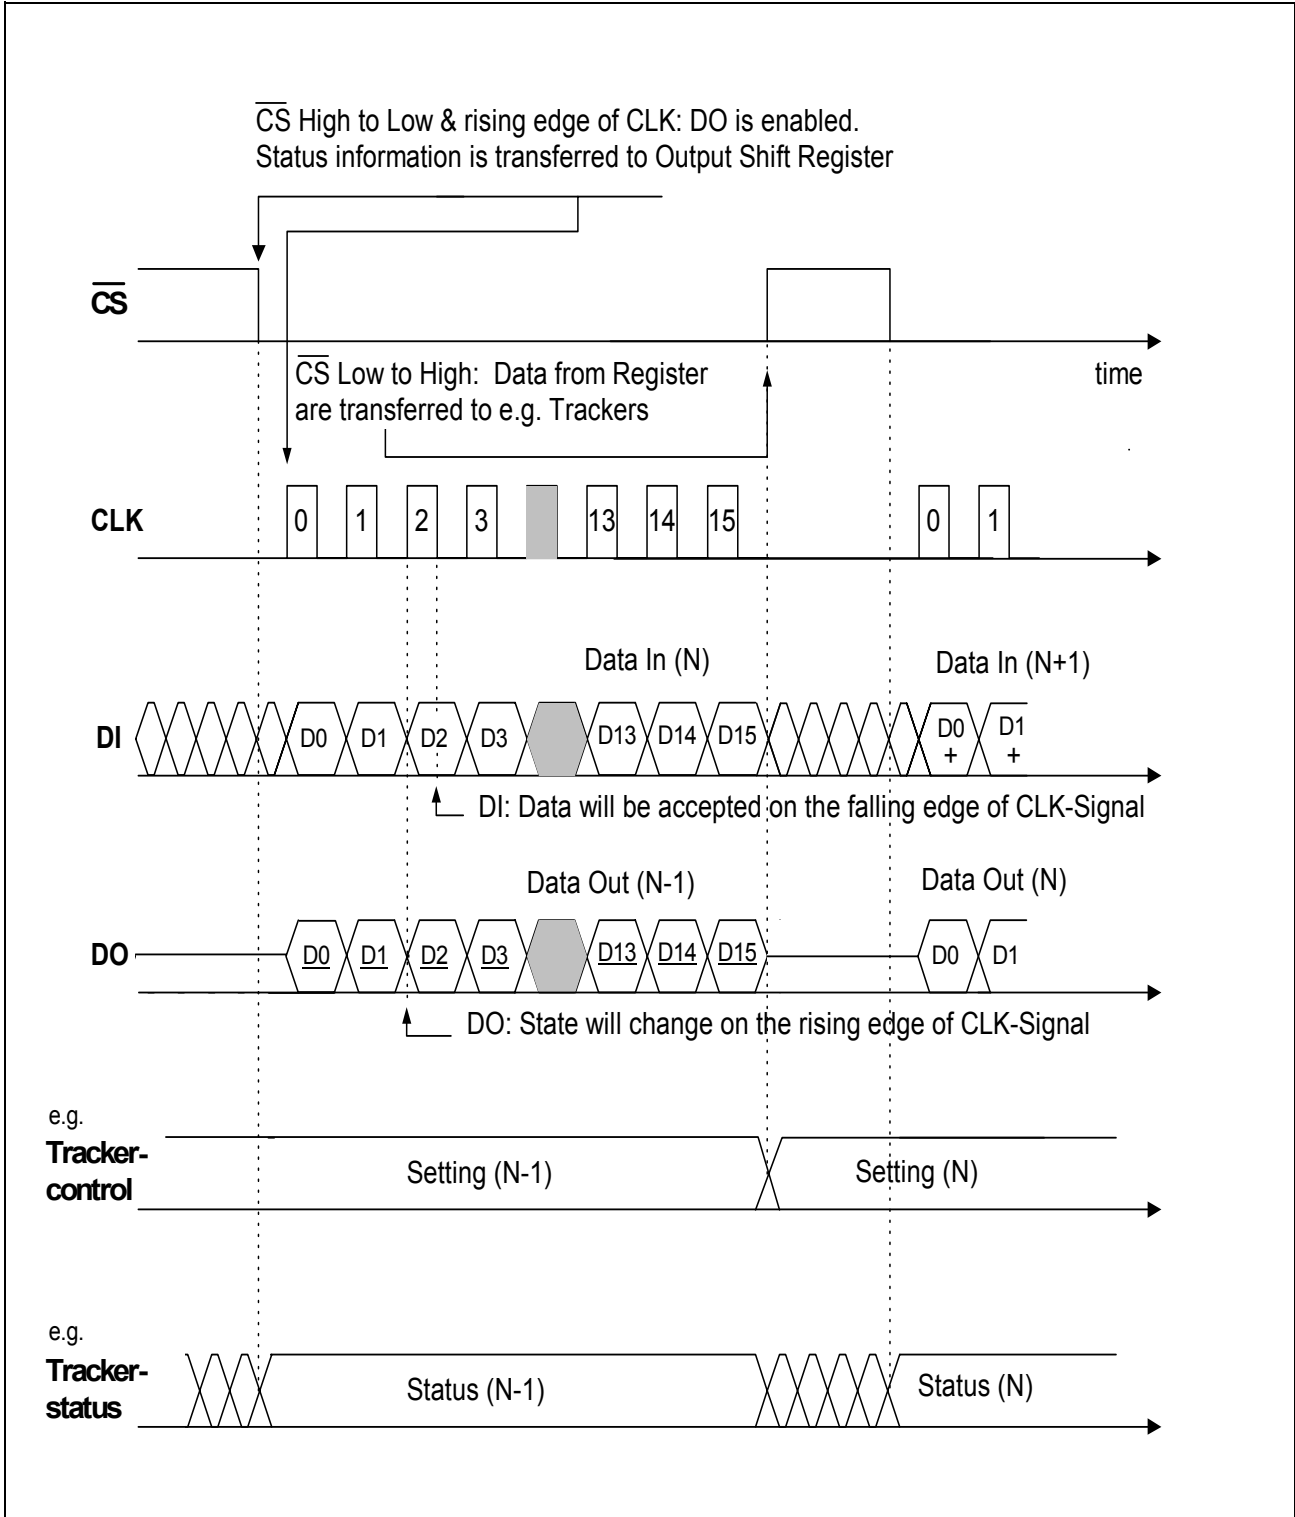 CS High to Low & rising edge of CLK: DO is enabled.
Status information is transferred to Output Shift Register
CS
CS Low to High: Data from Register
are transferred to e.g. Trackers
time
CLK
0 1 2 3 13 14 15 0 1
Data In (N) Data In (N+1)
DI
D0 D1 D2 D3 D13 D14 D15 D0 + D1 +
DI: Data will be accepted on the falling edge of CLK-Signal
Data Out (N-1) Data Out (N)
DO
D0 D1 D2 D3 D13 D14 D15 D0 D1
DO: State will change on the rising edge of CLK-Signal
e.g.
Tracker-
control
Setting (N-1) Setting (N)
e.g.
Tracker-
status
Status (N-1) Status (N)